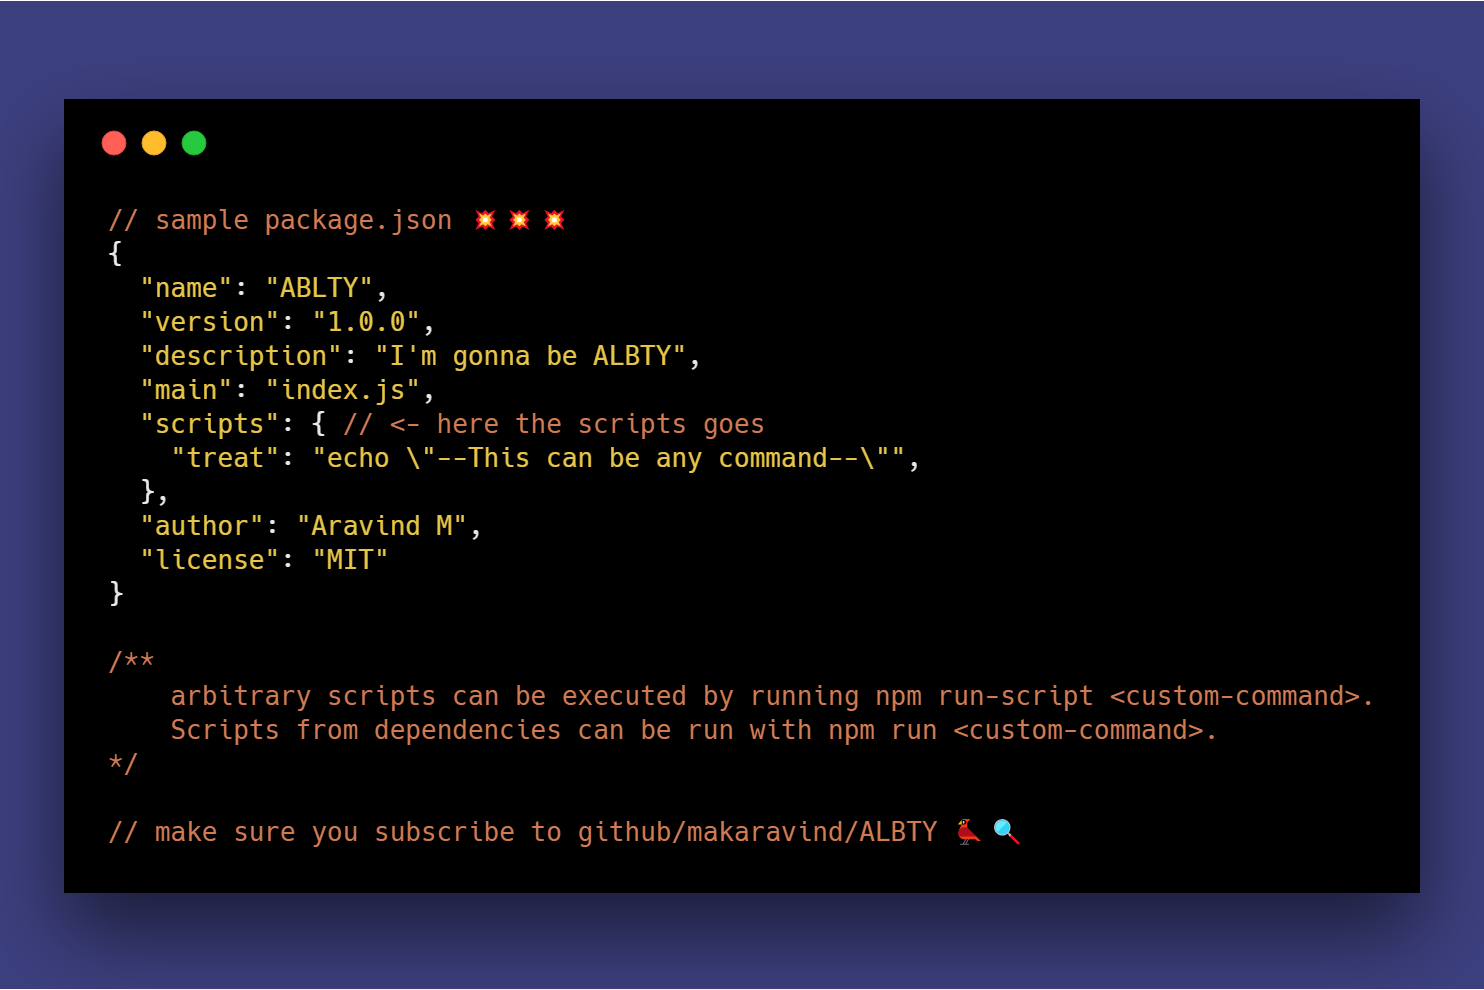 // sample package.json 💥 💥 💥
{
  "name": "ABLTY",
  "version": "1.0.0",
  "description": "I'm gonna be ALBTY",
  "main": "index.js",
  "scripts": { // <- here the scripts goes
    "treat": "echo \"--This can be any command--\"",
  },
  "author": "Aravind M",
  "license": "MIT"
}
/**
    arbitrary scripts can be executed by running npm run-script <custom-command>.
    Scripts from dependencies can be run with npm run <custom-command>.
*/
// make sure you subscribe to github/makaravind/ALBTY 🐦 🔍